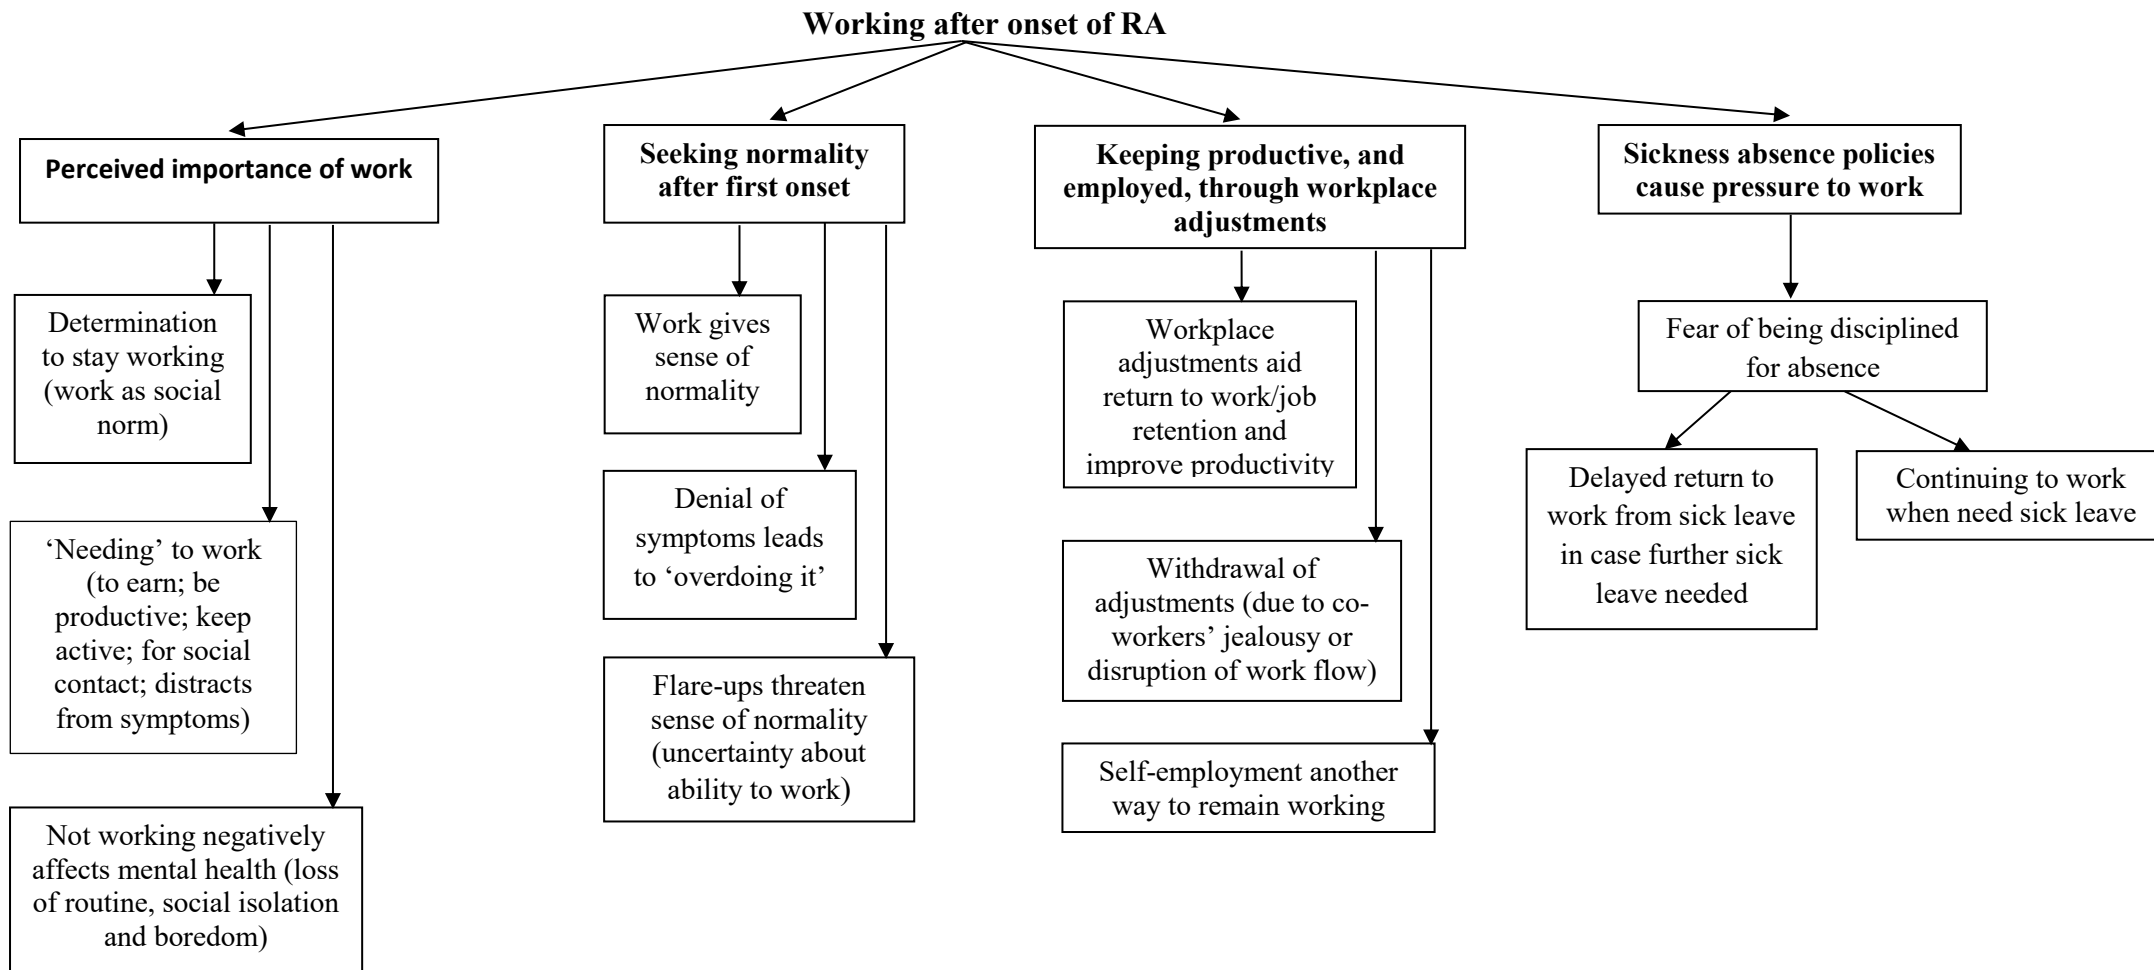 Working after onset of RA
Perceived importance of work
Determination
to stay working
(work as social
norm)
‘Needing’ to work
(to earn; be
productive; keep
active; for social
contact; distracts
from symptoms)
Not working negatively
affects mental health (loss
of routine, social isolation
and boredom)
Seeking normality
after first onset
Work gives
sense of
normality
Denial of
symptoms leads
to ‘overdoing it’
Flare-ups threaten
sense of normality
(uncertainty about
ability to work)
Keeping productive, and
employed, through workplace
adjustments
Workplace
adjustments aid
return to work/job
retention and
improve productivity
Withdrawal of
adjustments (due to co-
workers’ jealousy or
disruption of work flow)
Self-employment another
way to remain working
Sickness absence policies
cause pressure to work
Fear of being disciplined
for absence
Delayed return to
work from sick leave
in case further sick
leave needed
Continuing to work
when need sick leave